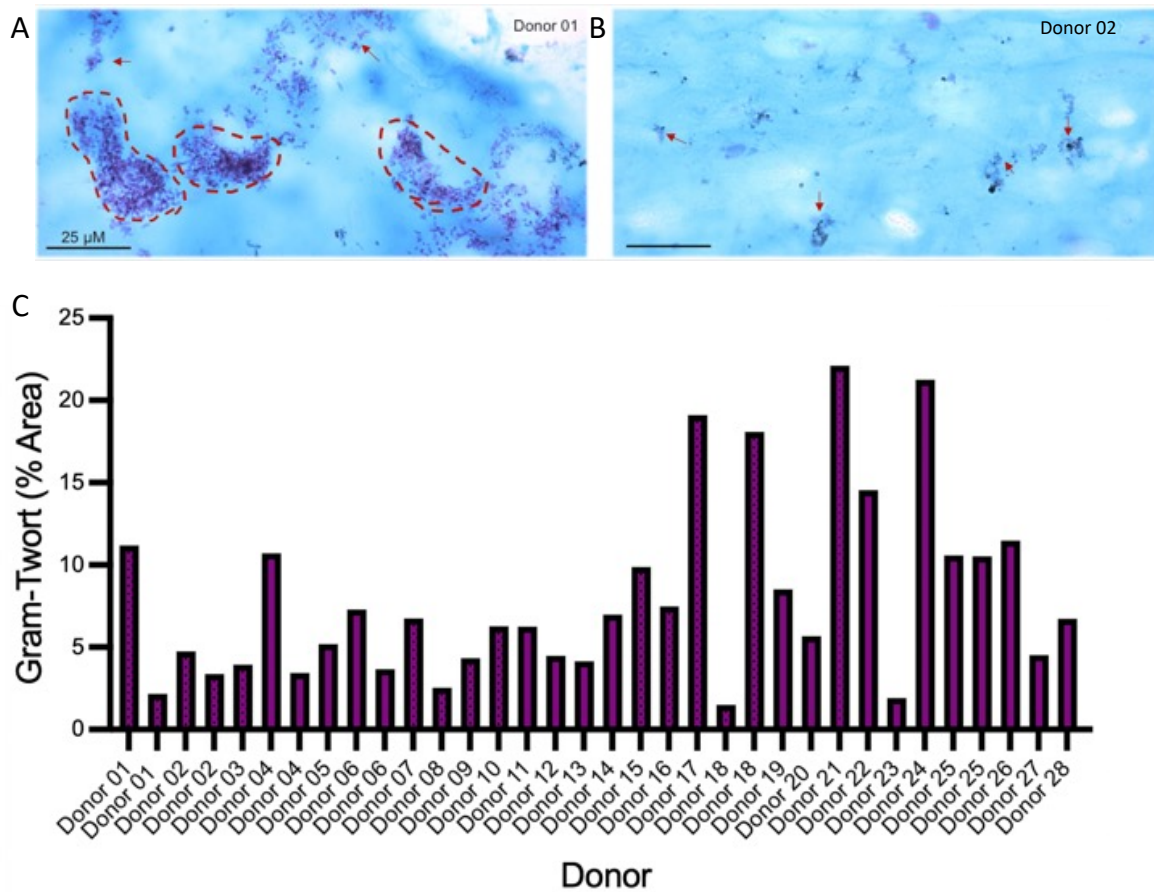 A
Donor 01
B
Donor 02
25 µM
C
Gram-Twort (% Area)
25
20
15
10
5
0
Donor 01
Donor 01
Donor 02
Donor 02
Donor 03
Donor 04
Donor 04
Donor 05
Donor 06
Donor 06
Donor 07
Donor 08
Donor 09
Donor 10
Donor 11
Donor 12
Donor 13
Donor 14
Donor 15
Donor 16
Donor 17
Donor 18
Donor 18
Donor 19
Donor 20
Donor 21
Donor 22
Donor 23
Donor 24
Donor 25
Donor 25
Donor 26
Donor 27
Donor 28
Donor